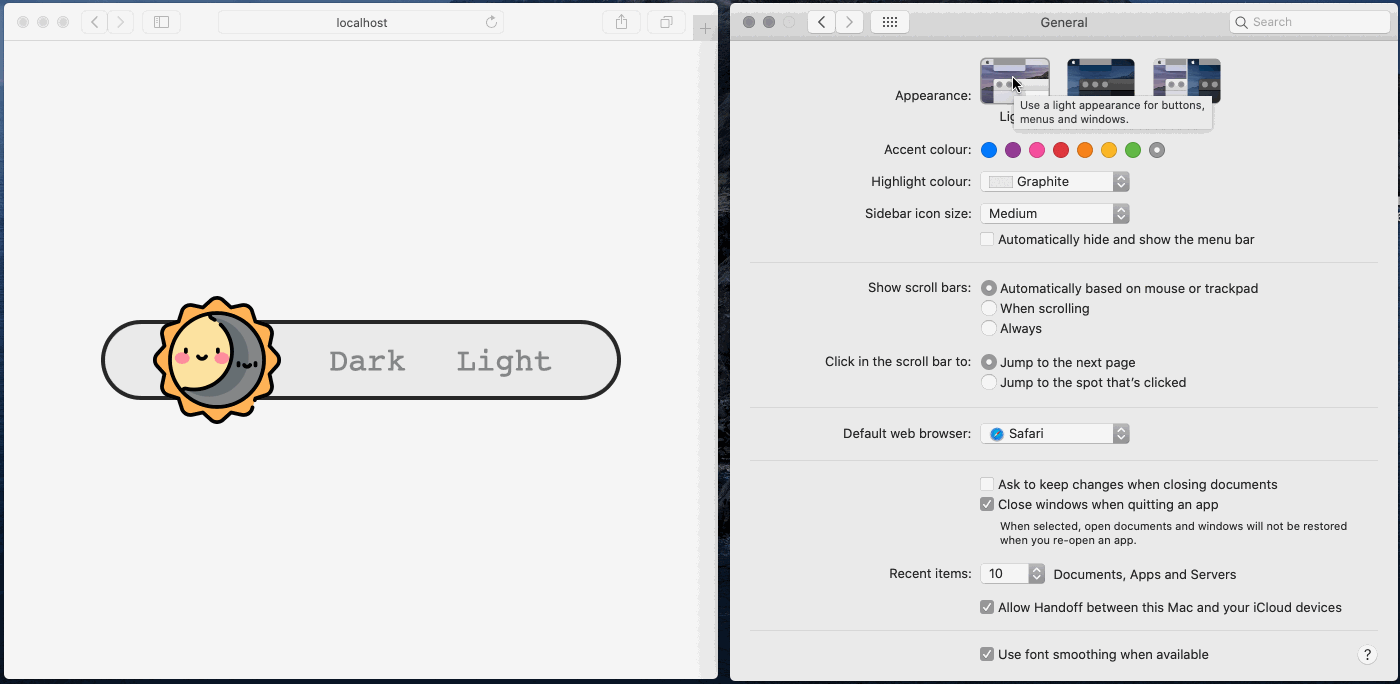 localhost
Dark Light
General
Search
Appearance:
Use a light appearance for buttons,
menus and windows.
Accent colour:
Highlight colour: Graphite
Sidebar icon size: Medium
Automatically hide and show the menu bar
Show scroll bars: Automatically based on mouse or trackpad
When scrolling
Always
Click in the scroll bar to: Jump to the next page
Jump to the spot that's clicked
Default web browser: Safari
Ask to keep changes when closing documents
Close windows when quitting an app
When selected, open documents and windows will not be restored
when you re-open an app.
Recent items: 10 Documents, Apps and Servers
Allow Handoff between this Mac and your iCloud devices
Use font smoothing when available ?